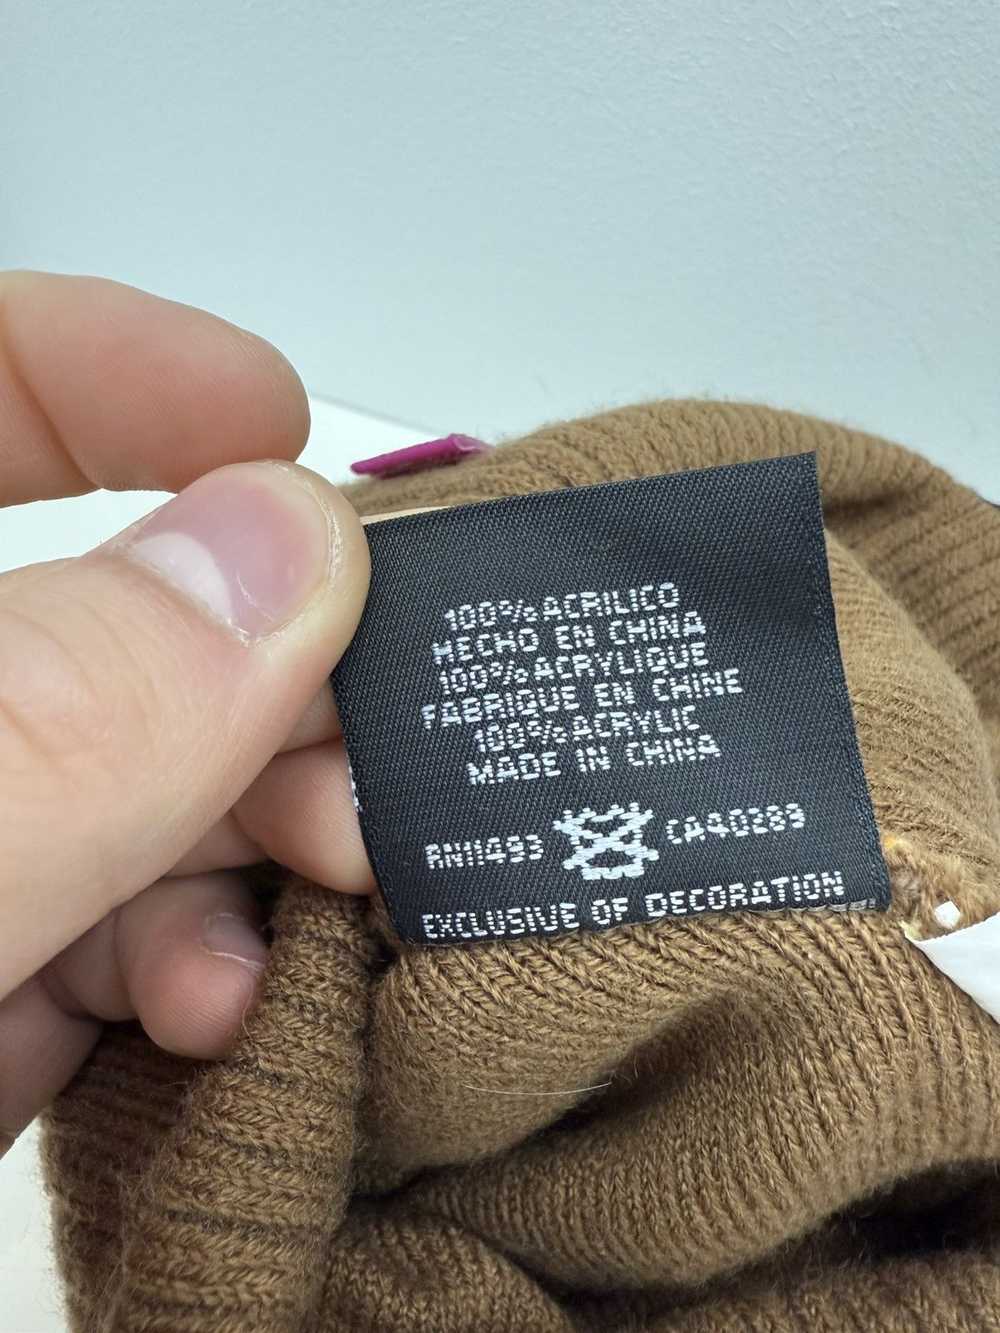 100% ACRILICO
HECHO EN CHINA
100% ACRYLIQUE
FABRIQUE EN CHINE
100% ACRYLIC
MADE IN CHINA
RN11493 CA40289
EXCLUSIVE OF DECORATION